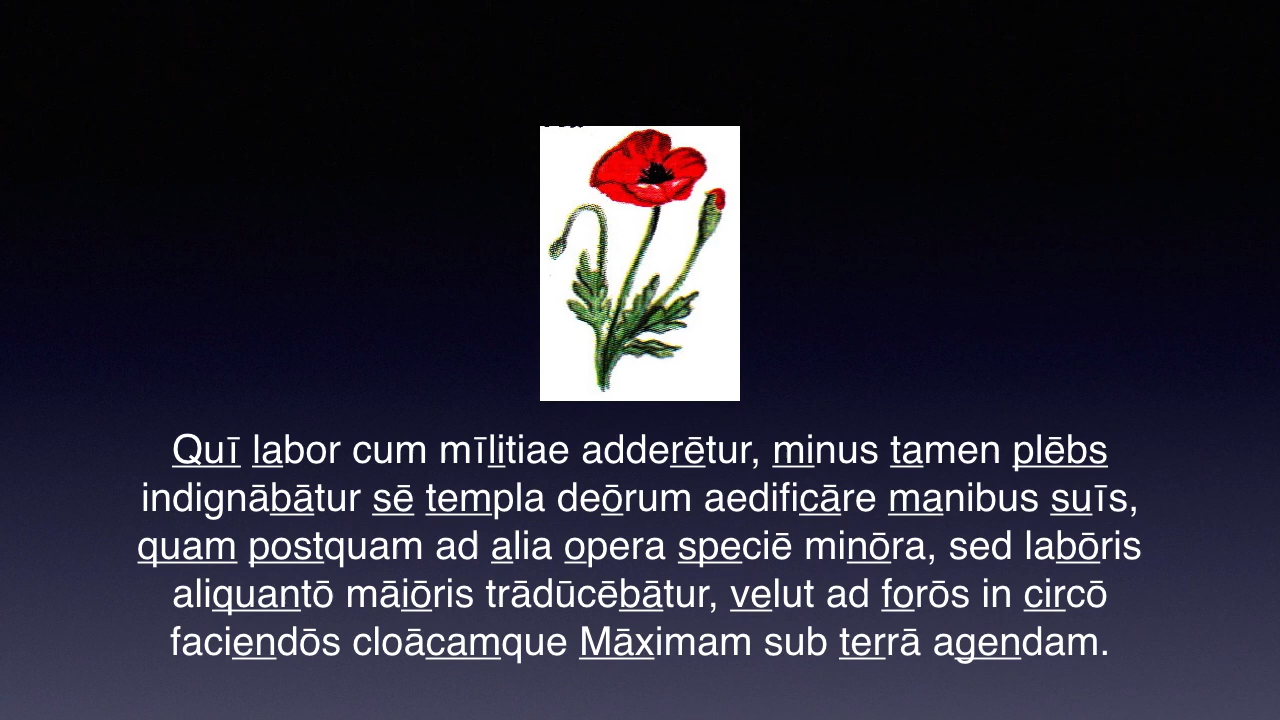 Quī labor cum mīlitiae adderētur, minus tamen plēbs
indignābātur sē templa deōrum aedificāre manibus suīs,
quam postquam ad alia opera speciē minōra, sed labōris
aliquantō māiōris trādūcēbātur, velut ad forōs in circō
faciendōs cloācamque Māximam sub terrā agendam.